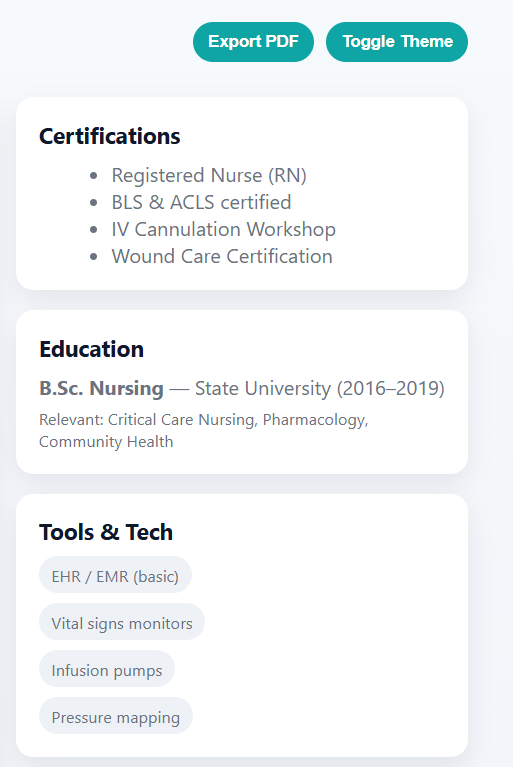 Export PDF
Toggle Theme
Certifications
Registered Nurse (RN)
BLS & ACLS certified
IV Cannulation Workshop
Wound Care Certification
Education
B.Sc. Nursing — State University (2016–2019)
Relevant: Critical Care Nursing, Pharmacology,
Community Health
Tools & Tech
EHR / EMR (basic)
Vital signs monitors
Infusion pumps
Pressure mapping